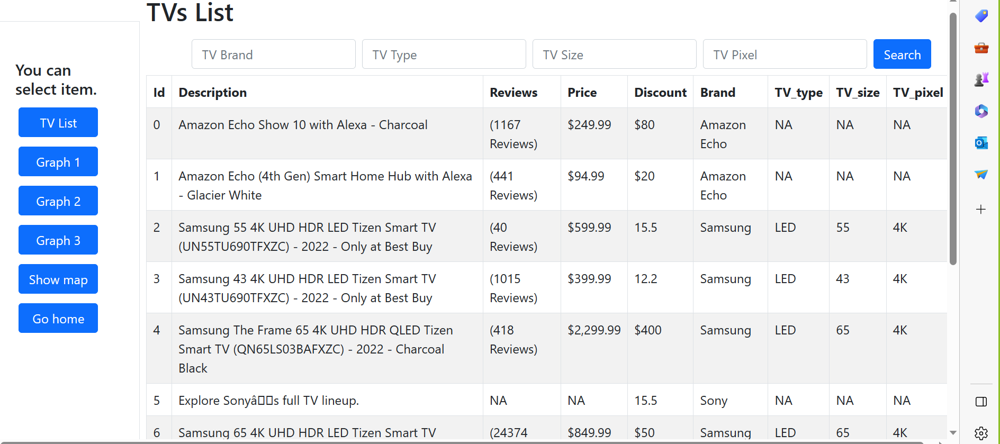 TVs List
You can
select item.
TV List
Graph 1
Graph 2
Graph 3
Show map
Go home
TV Brand TV Type TV Size TV Pixel Search
Id Description Reviews Price Discount Brand TV_type TV_size TV_pixel
0 Amazon Echo Show 10 with Alexa - Charcoal (1167 $249.99 $80 Amazon NA NA NA
Reviews) Echo
1 Amazon Echo (4th Gen) Smart Home Hub with Alexa (441 $94.99 $20 Amazon NA NA NA
- Glacier White Reviews) Echo
2 Samsung 55 4K UHD HDR LED Tizen Smart TV (40 $599.99 15.5 Samsung LED 55 4K
(UN55TU690TFXZC) - 2022 - Only at Best Buy Reviews)
3 Samsung 43 4K UHD HDR LED Tizen Smart TV (1015 $399.99 12.2 Samsung LED 43 4K
(UN43TU690TFXZC) - 2022 - Only at Best Buy Reviews)
4 Samsung The Frame 65 4K UHD HDR QLED Tizen (418 $2,299.99 $400 Samsung LED 65 4K
Smart TV (QN65LS03BAFXZC) - 2022 - Charcoal Reviews)
Black
5 Explore Sonyâ▯▯s full TV lineup. NA NA 15.5 Sony NA NA NA
6 Samsung 65 4K UHD HDR LED Tizen Smart TV (24374 $849.99 $50 Samsung LED 65 4K